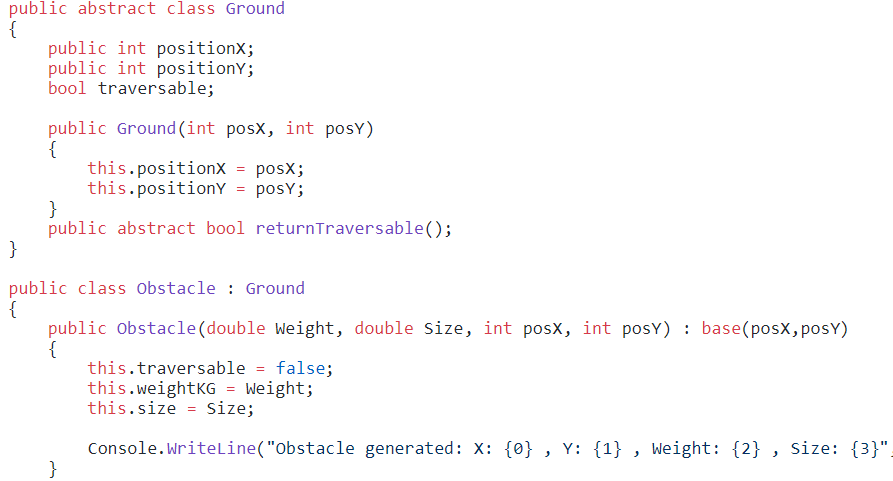 public abstract class Ground
{
    public int positionX;
    public int positionY;
    bool traversable;

    public Ground(int posX, int posY)
    {
        this.positionX = posX;
        this.positionY = posY;
    }
    public abstract bool returnTraversable();
}

public class Obstacle : Ground
{
    public Obstacle(double Weight, double Size, int posX, int posY) : base(posX,posY)
    {
        this.traversable = false;
        this.weightKG = Weight;
        this.size = Size;

        Console.WriteLine("Obstacle generated: X: {0} , Y: {1} , Weight: {2} , Size: {3}",
    }